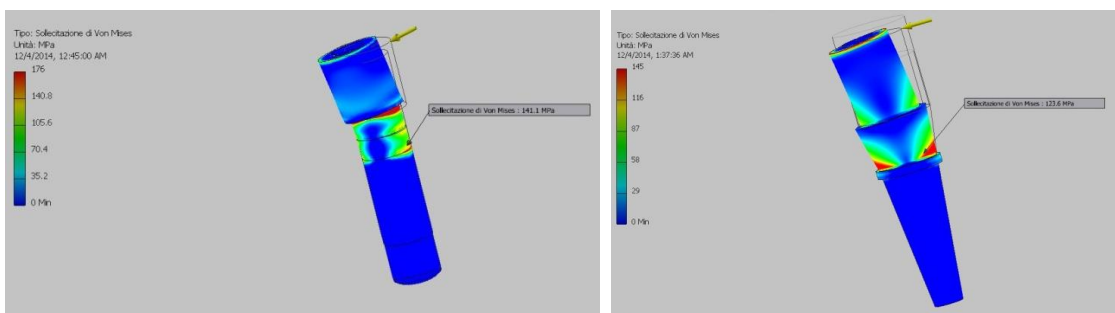 Tipo: Sollecitazione di Von Mises
Unità: MPa
12/4/2014, 12:45:00 AM
176
140.8
105.6
70.4
35.2
0 Min
Sollecitazione di Von Mises : 141.1 MPa
Tipo: Sollecitazione di Von Mises
Unità: MPa
12/4/2014, 1:37:36 AM
145
116
87
58
29
0 Min
Sollecitazione di Von Mises : 123.6 MPa